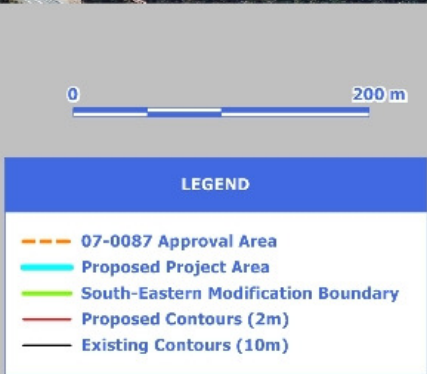 0 200 m
LEGEND
07-0087 Approval Area
Proposed Project Area
South-Eastern Modification Boundary
Proposed Contours (2m)
Existing Contours (10m)